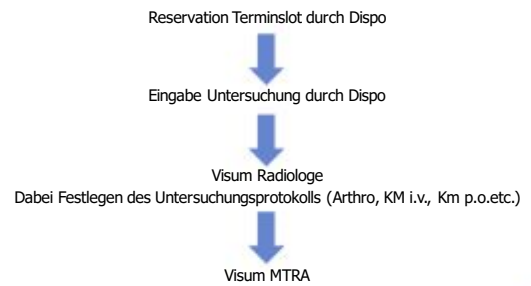 Reservation Terminslot durch Dispo
Eingabe Untersuchung durch Dispo
Visum Radiologe
Dabei Festlegen des Untersuchungsprotokolls (Arthro, KM i.v., Km p.o.etc.)
Visum MTRA